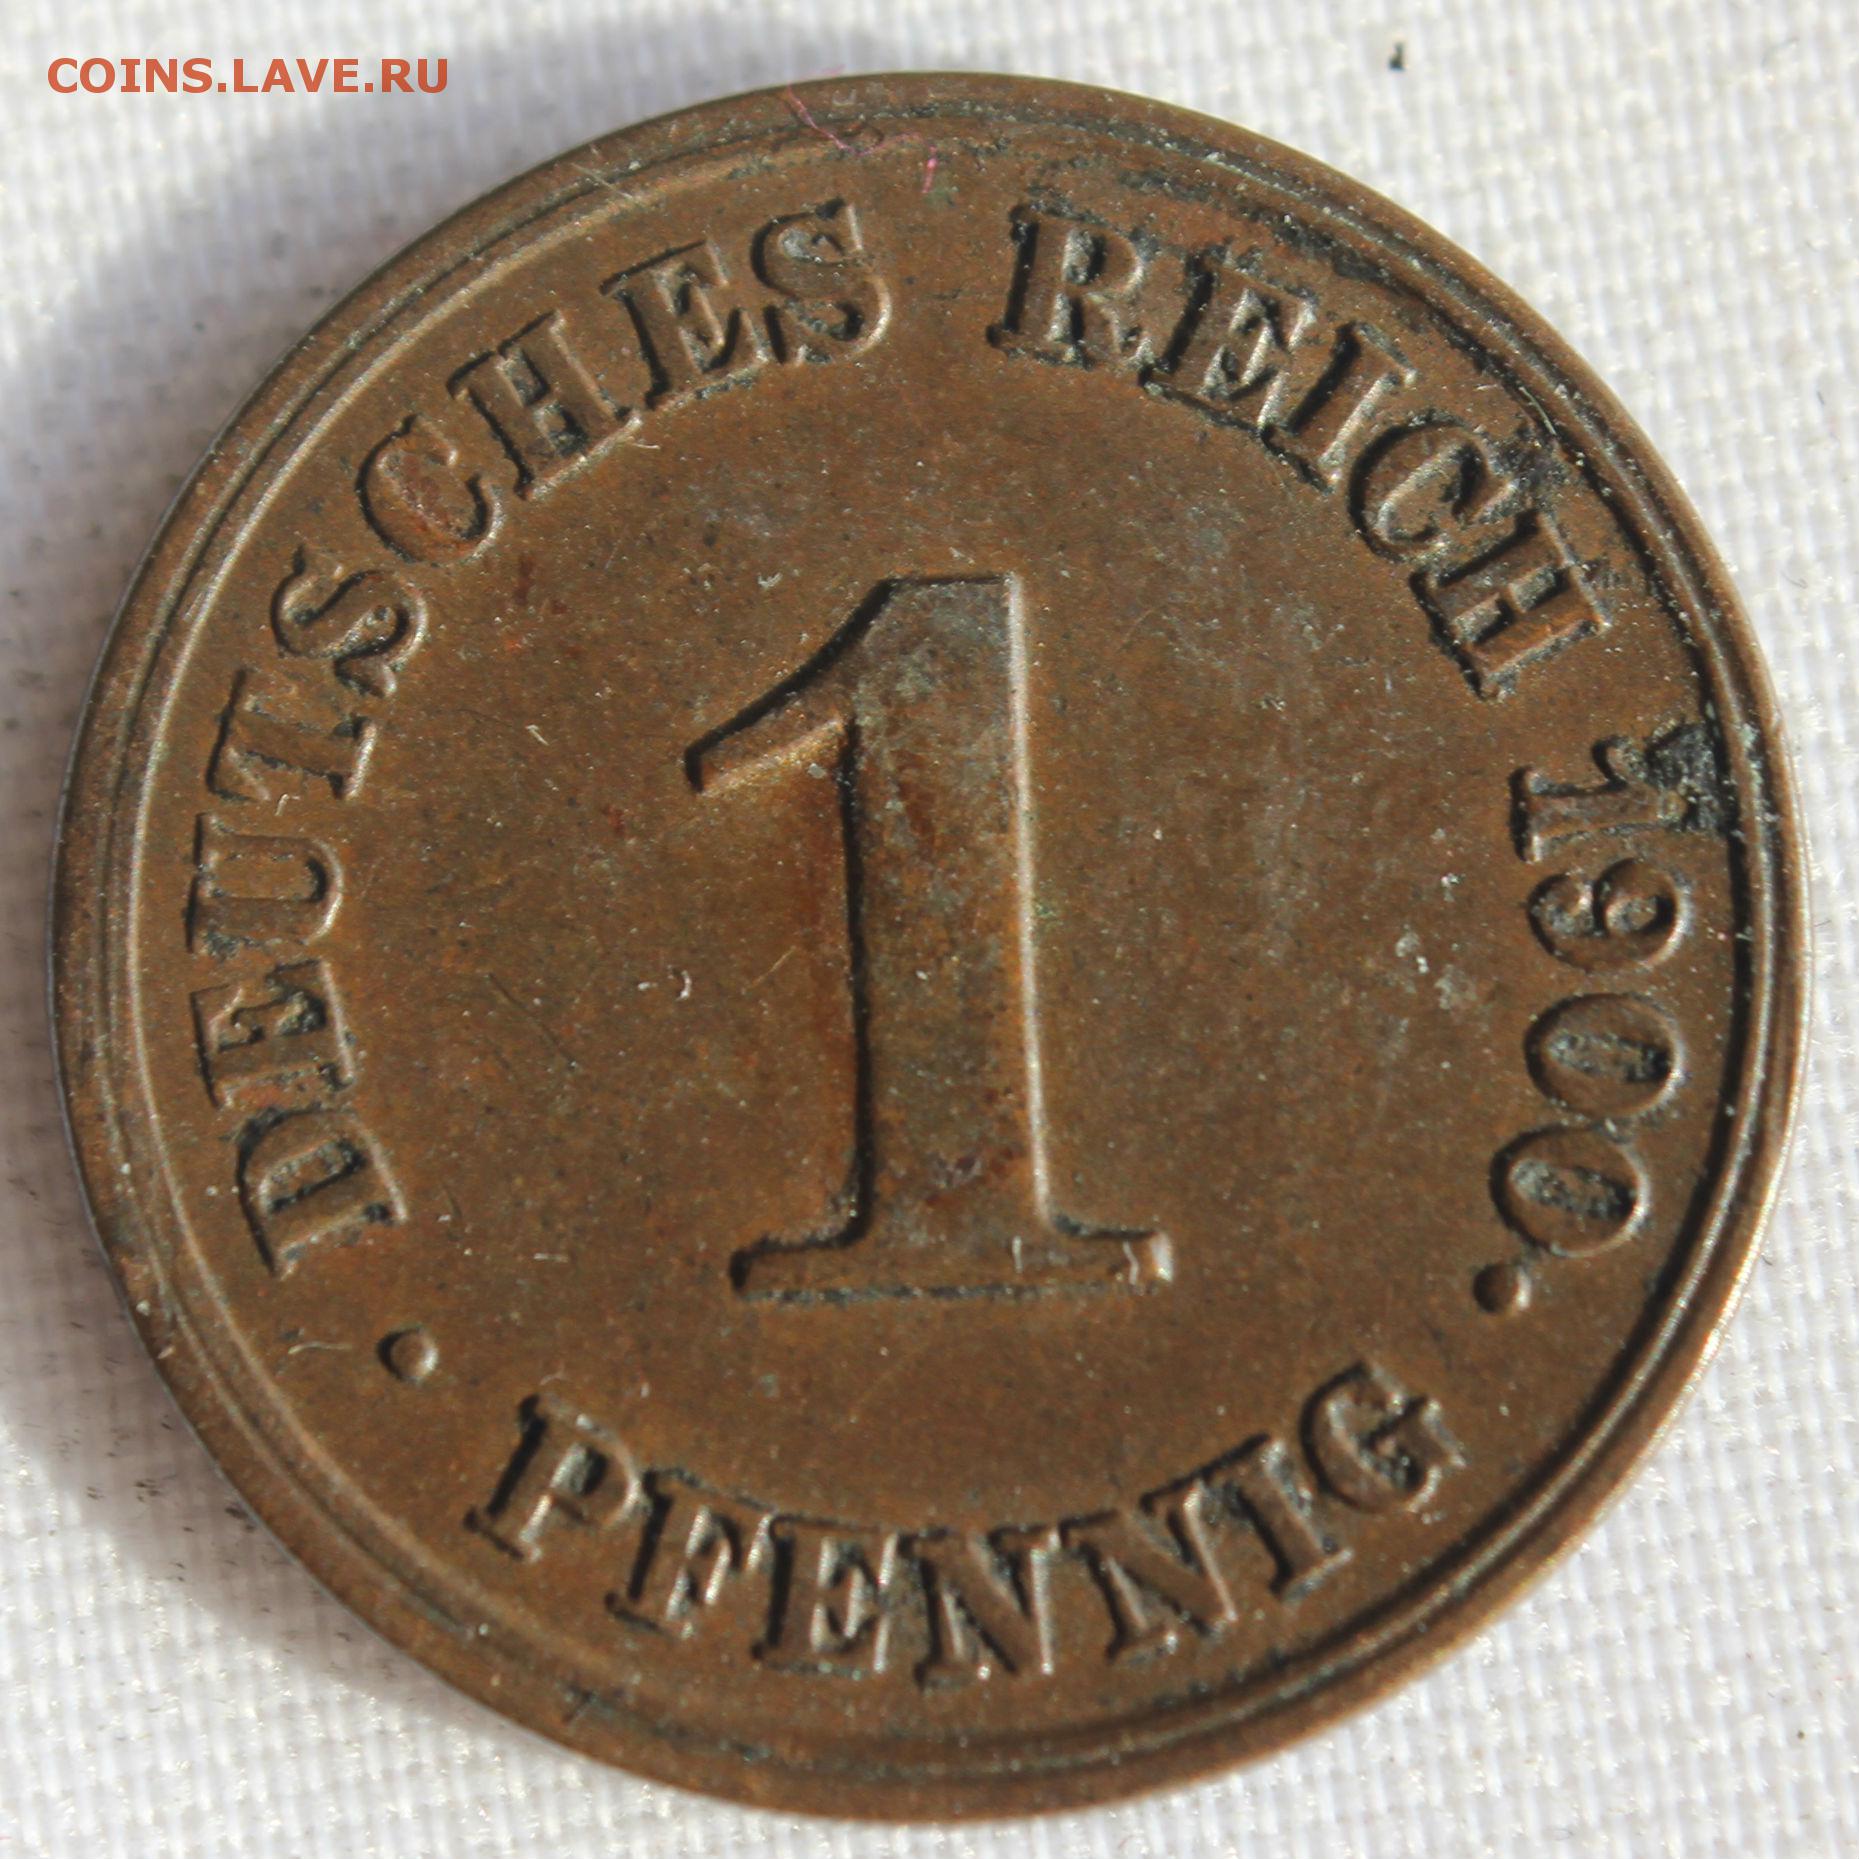 COINS.LAVE.RU
DEUTSCHES REICH 1900.
1
· PFENNIG